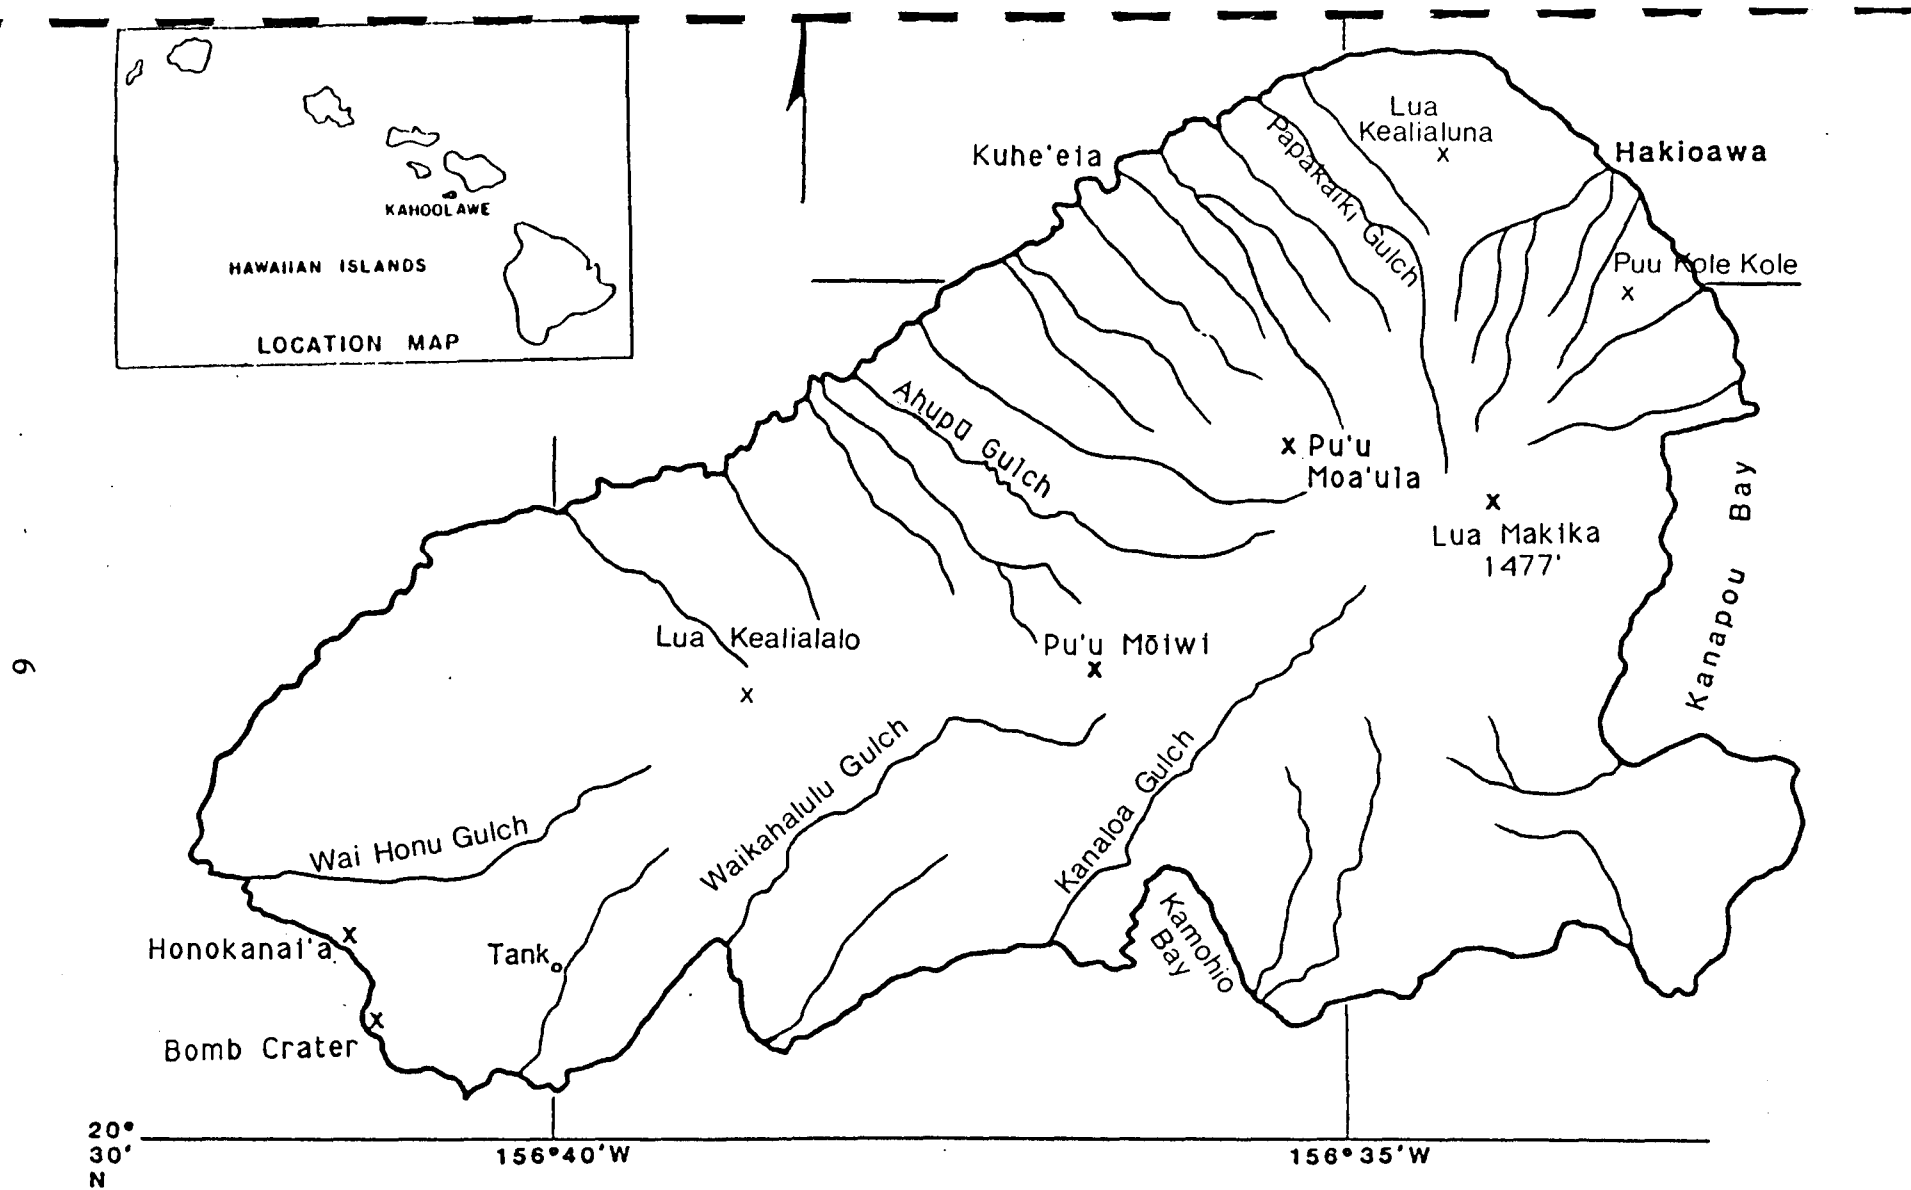 KAHOOLAWE
HAWAIIAN ISLANDS
LOCATION MAP
Lua
Kealialuna
x
Kuhe'eia
Papakaiki Gulch
Hakioawa
Puu Kole Kole
x
Ahupū Gulch
x Pu'u
Moa'ula
x
Lua Makika
1477'
Kanapou Bay
Lua Kealialalo
x
Pu'u Mōiwi
x
6
Wai Honu Gulch
Waikahalulu Gulch
Kanaloa Gulch
Kamohio
Bay
Honokanai'a x
Tank
x
Bomb Crater
20°
30'
N
156°40'W
156°35'W